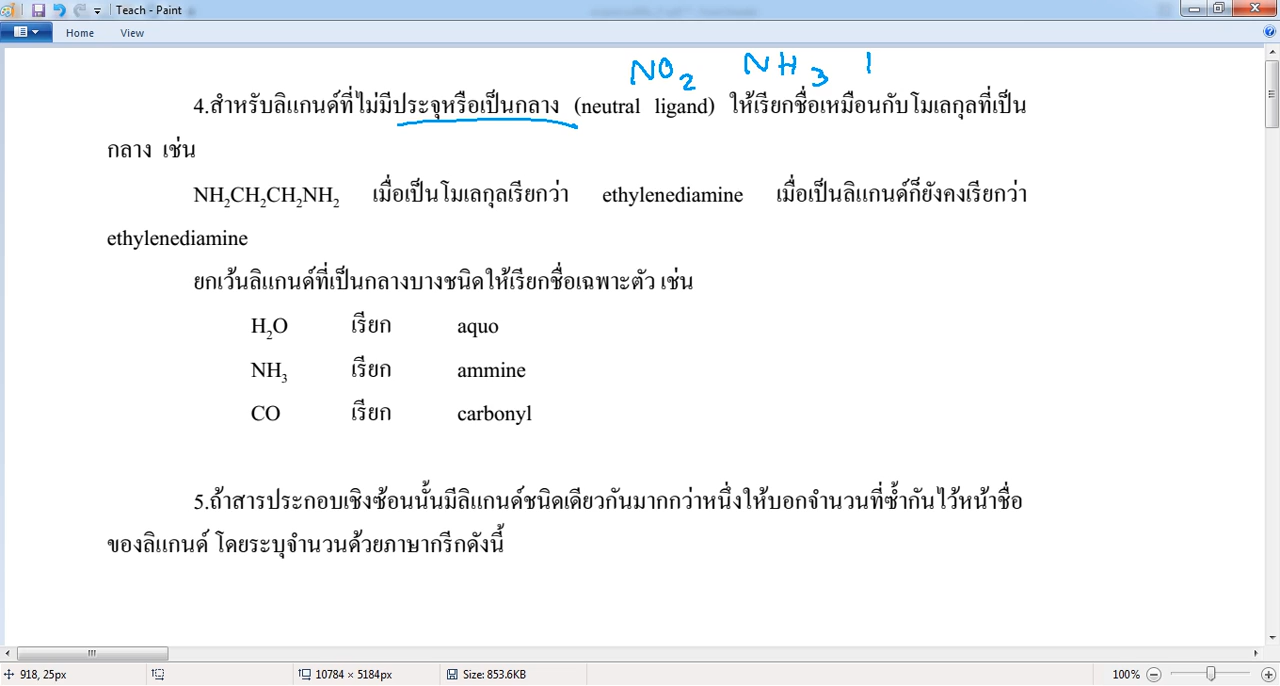 Teach - Paint
Home View
NO2 NH3
4.สำหรับลิแกนด์ที่ไม่มีประจุหรือเป็นกลาง (neutral ligand) ให้เรียกชื่อเหมือนกับโมเลกุลที่เป็น
กลาง เช่น
NH2CH2CH2NH2 เมื่อเป็นโมเลกุลเรียกว่า ethylenediamine เมื่อเป็นลิแกนด์ก็ยังคงเรียกว่า
ethylenediamine
ยกเว้นลิแกนด์ที่เป็นกลางบางชนิดให้เรียกชื่อเฉพาะตัว เช่น
H2O เรียก aquo
NH3 เรียก ammine
CO เรียก carbonyl
5.ถ้าสารประกอบเชิงซ้อนนั้นมีลิแกนด์ชนิดเดียวกันมากกว่าหนึ่งให้บอกจำนวนที่ซ้ำกันไว้หน้าชื่อ
ของลิแกนด์ โดยระบุจำนวนด้วยภาษากรีกดังนี้
918, 25px 10784 × 5184px Size: 853.6KB 100%